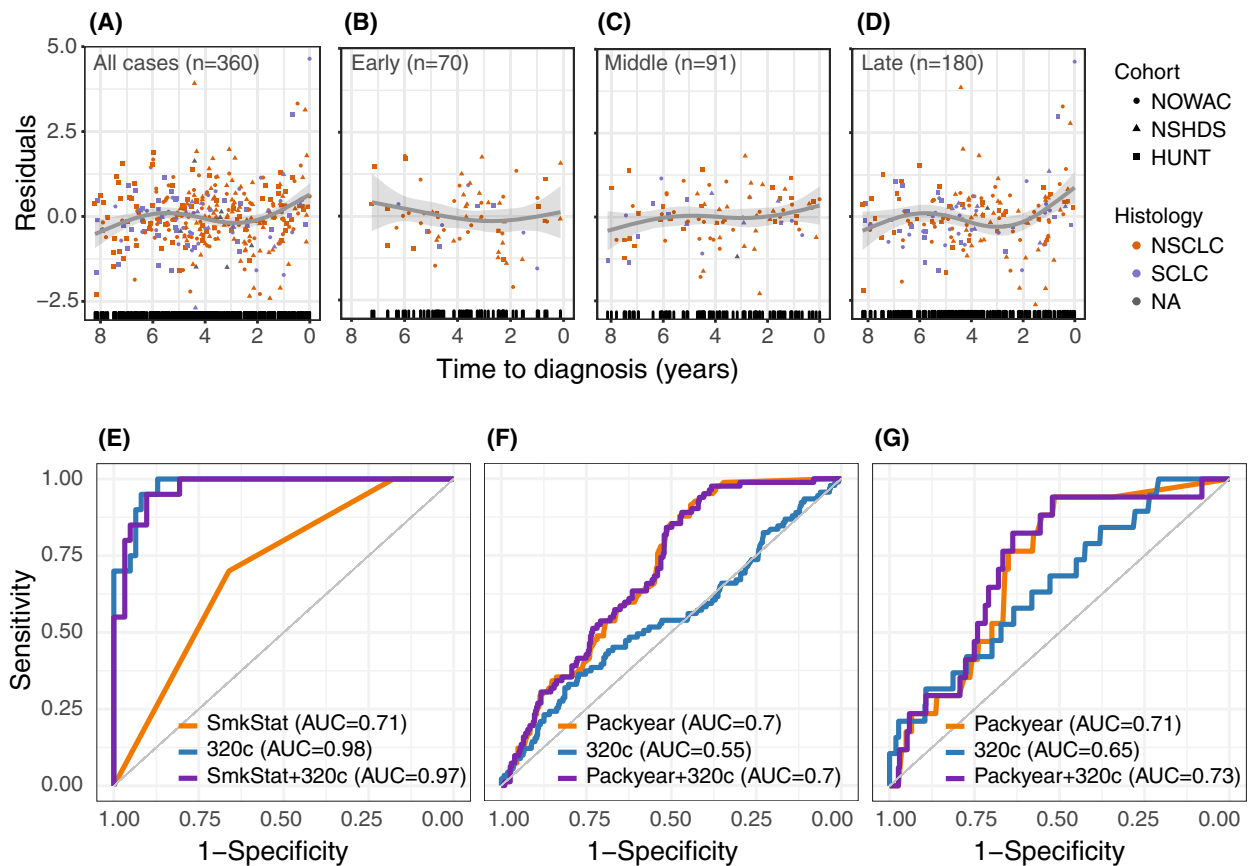 (A)
(B)
(C)
(D)
5.0
2.5
0.0
−2.5
Residuals
All cases (n=360)
Early (n=70)
Middle (n=91)
Late (n=180)
8 6 4 2 0
8 6 4 2 0
8 6 4 2 0
8 6 4 2 0
Time to diagnosis (years)
Cohort
NOWAC
NSHDS
HUNT
Histology
NSCLC
SCLC
NA
(E)
(F)
(G)
1.00
0.75
0.50
0.25
0.00
Sensitivity
SmkStat (AUC=0.71)
320c (AUC=0.98)
SmkStat+320c (AUC=0.97)
Packyear (AUC=0.7)
320c (AUC=0.55)
Packyear+320c (AUC=0.7)
Packyear (AUC=0.71)
320c (AUC=0.65)
Packyear+320c (AUC=0.73)
1.00 0.75 0.50 0.25 0.00
1.00 0.75 0.50 0.25 0.00
1.00 0.75 0.50 0.25 0.00
1−Specificity
1−Specificity
1−Specificity